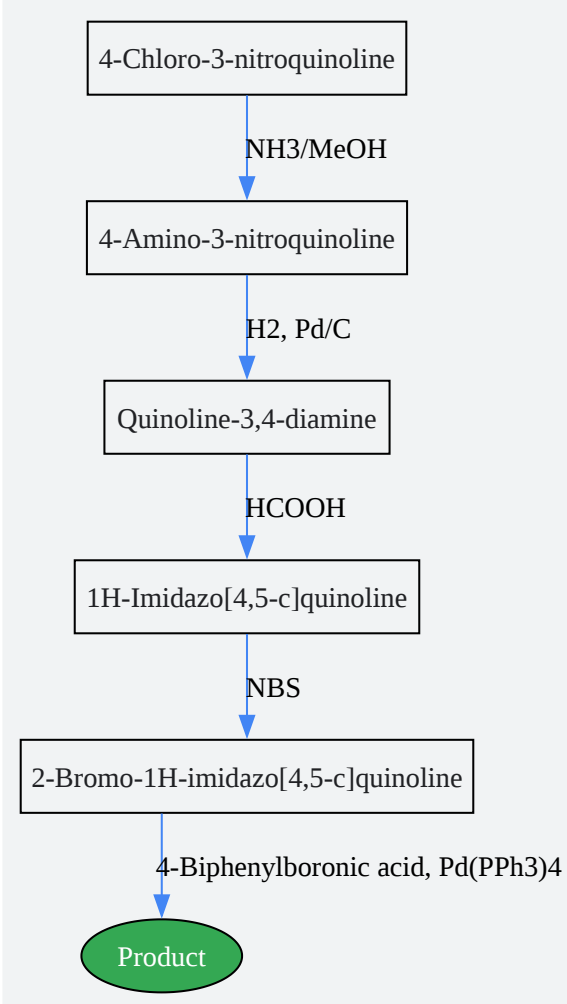 4-Chloro-3-nitroquinoline
NH3/MeOH
4-Amino-3-nitroquinoline
H2, Pd/C
Quinoline-3,4-diamine
HCOOH
1H-Imidazo[4,5-c]quinoline
NBS
2-Bromo-1H-imidazo[4,5-c]quinoline
4-Biphenylboronic acid, Pd(PPh3)4
Product